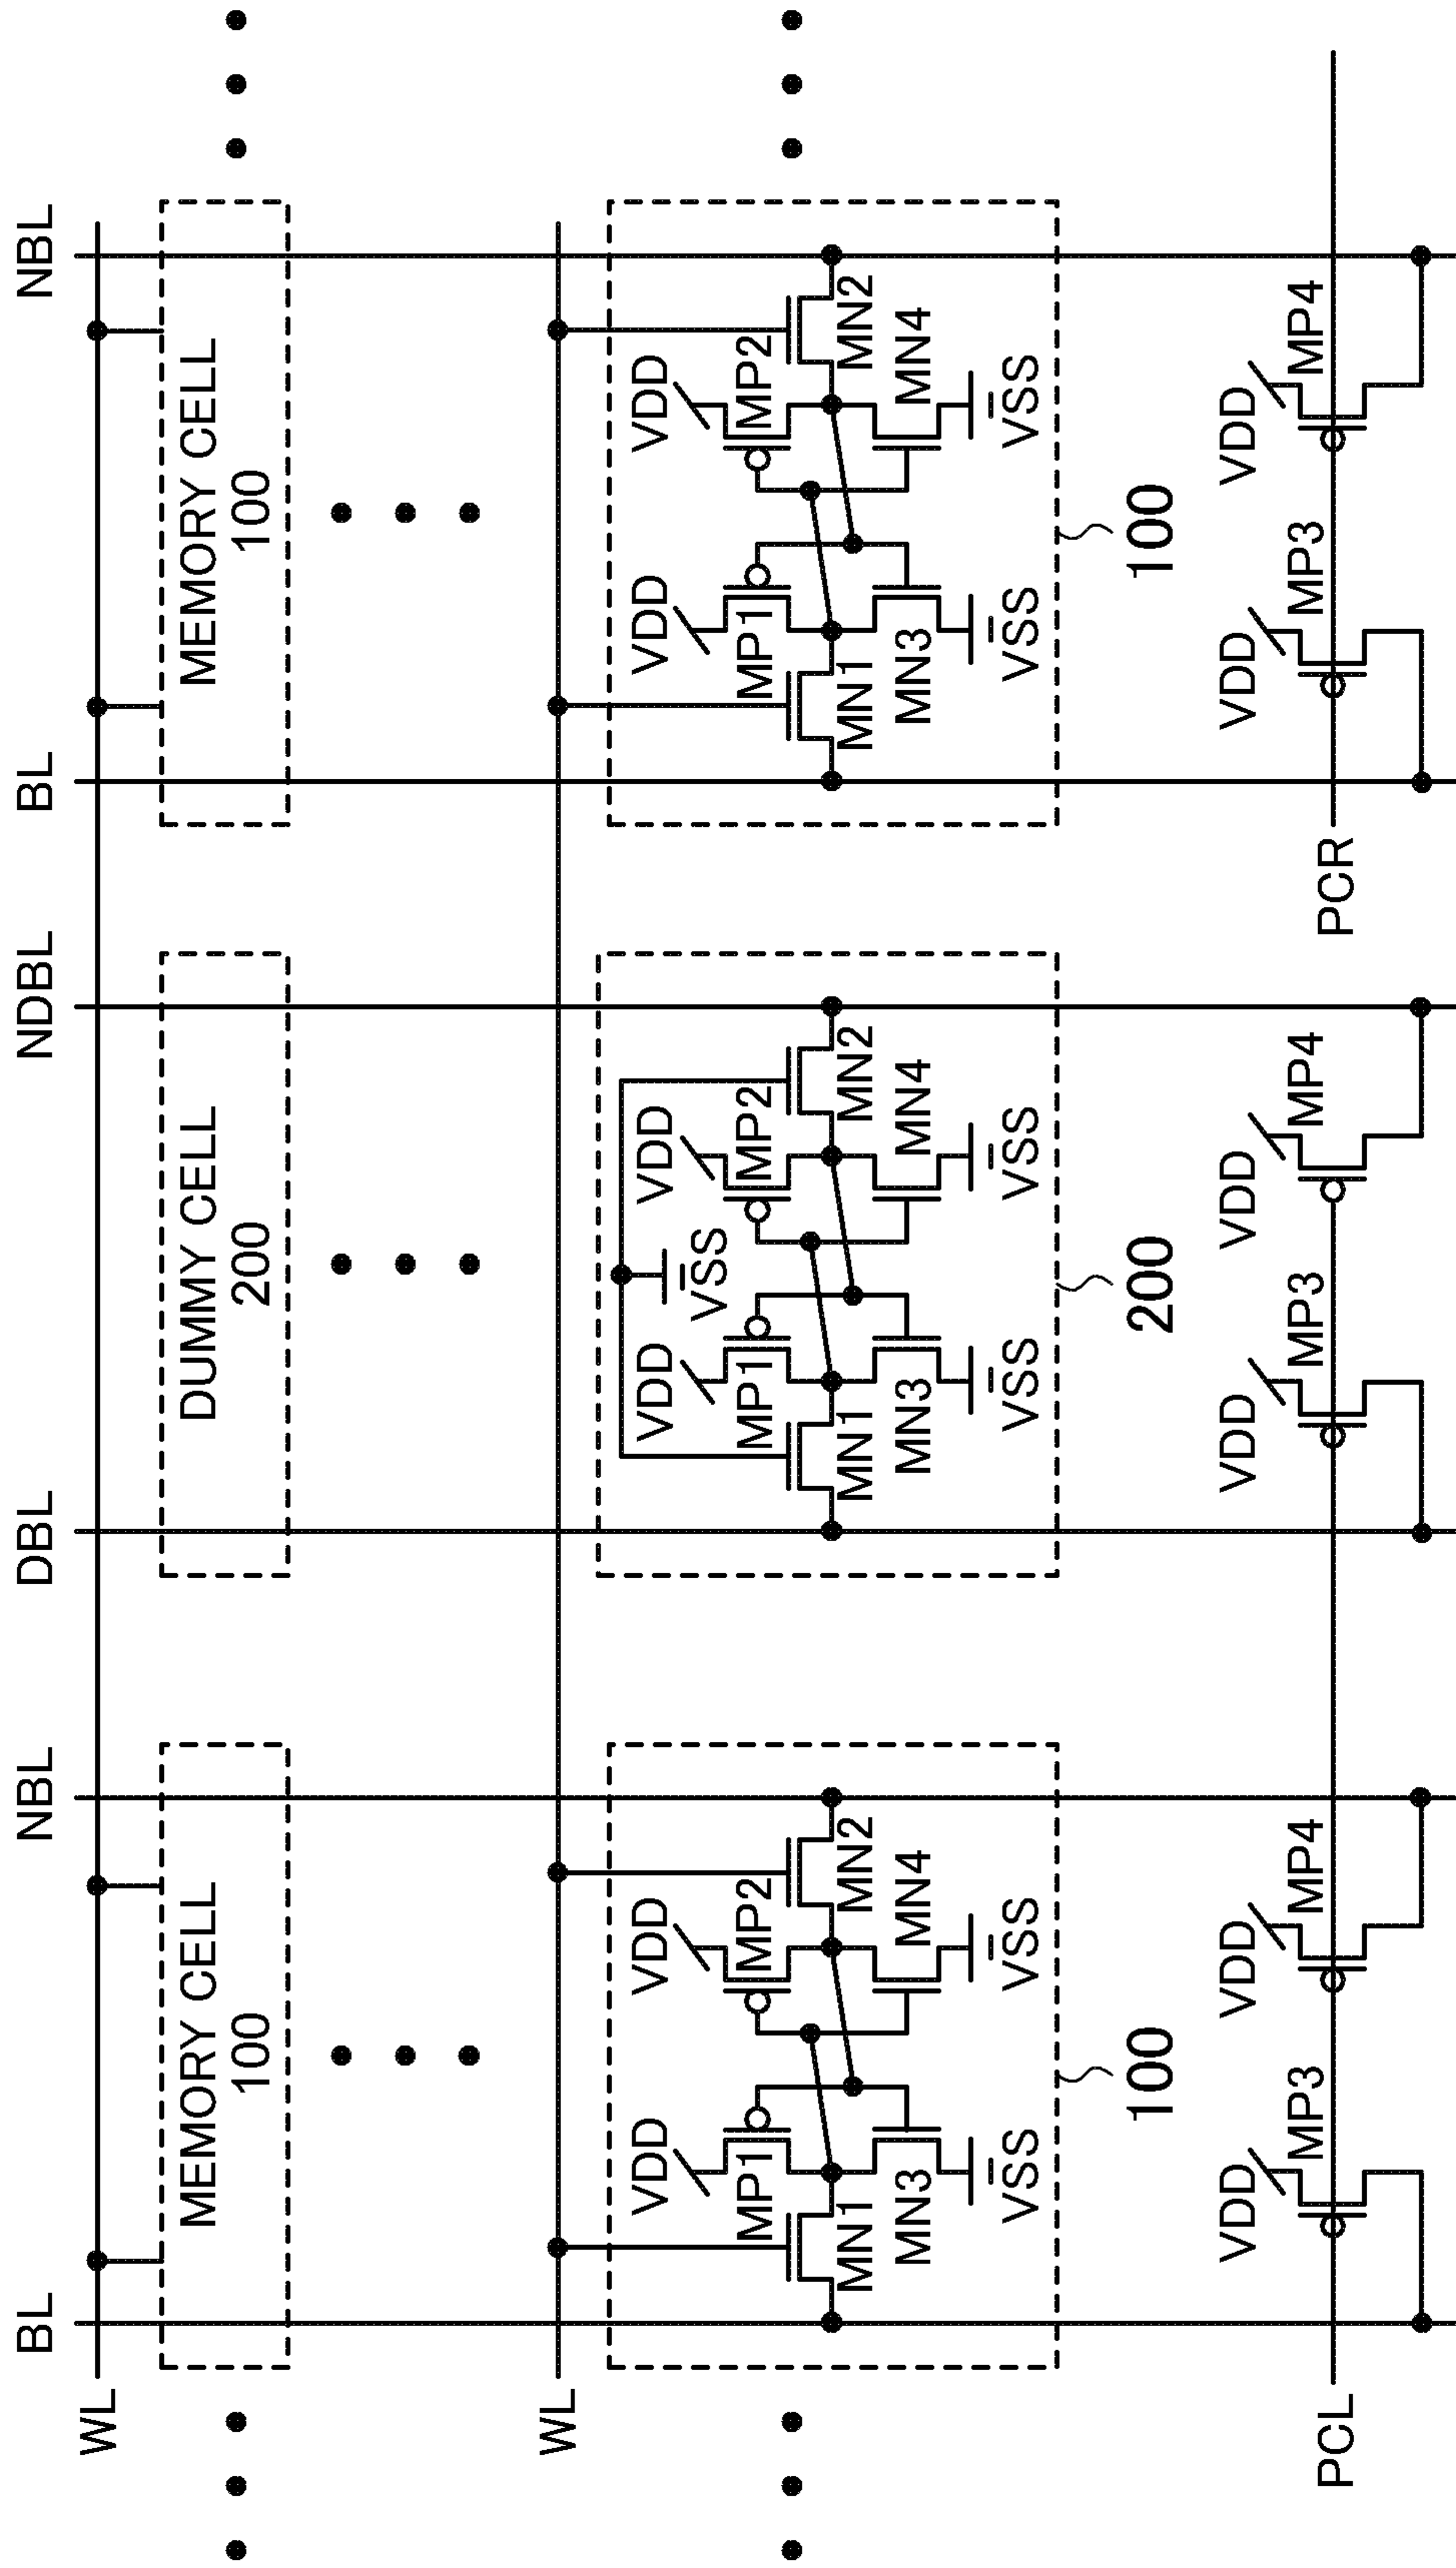 BL NBL DBL NDBL BL NBL
WL
MEMORY CELL DUMMY CELL MEMORY CELL
100 200 100
WL
VSS
VDD VDD VDD VDD VDD VDD
MP1 MP2 MP1 MP2 MP1 MP2
MN1 MN2 MN1 MN2 MN1 MN2
MN3 MN4 MN3 MN4 MN3 MN4
VSS VSS VSS VSS VSS VSS
100 200 100
VDD VDD VDD VDD VDD VDD
MP3 MP4 MP3 MP4 MP3 MP4
PCL PCR